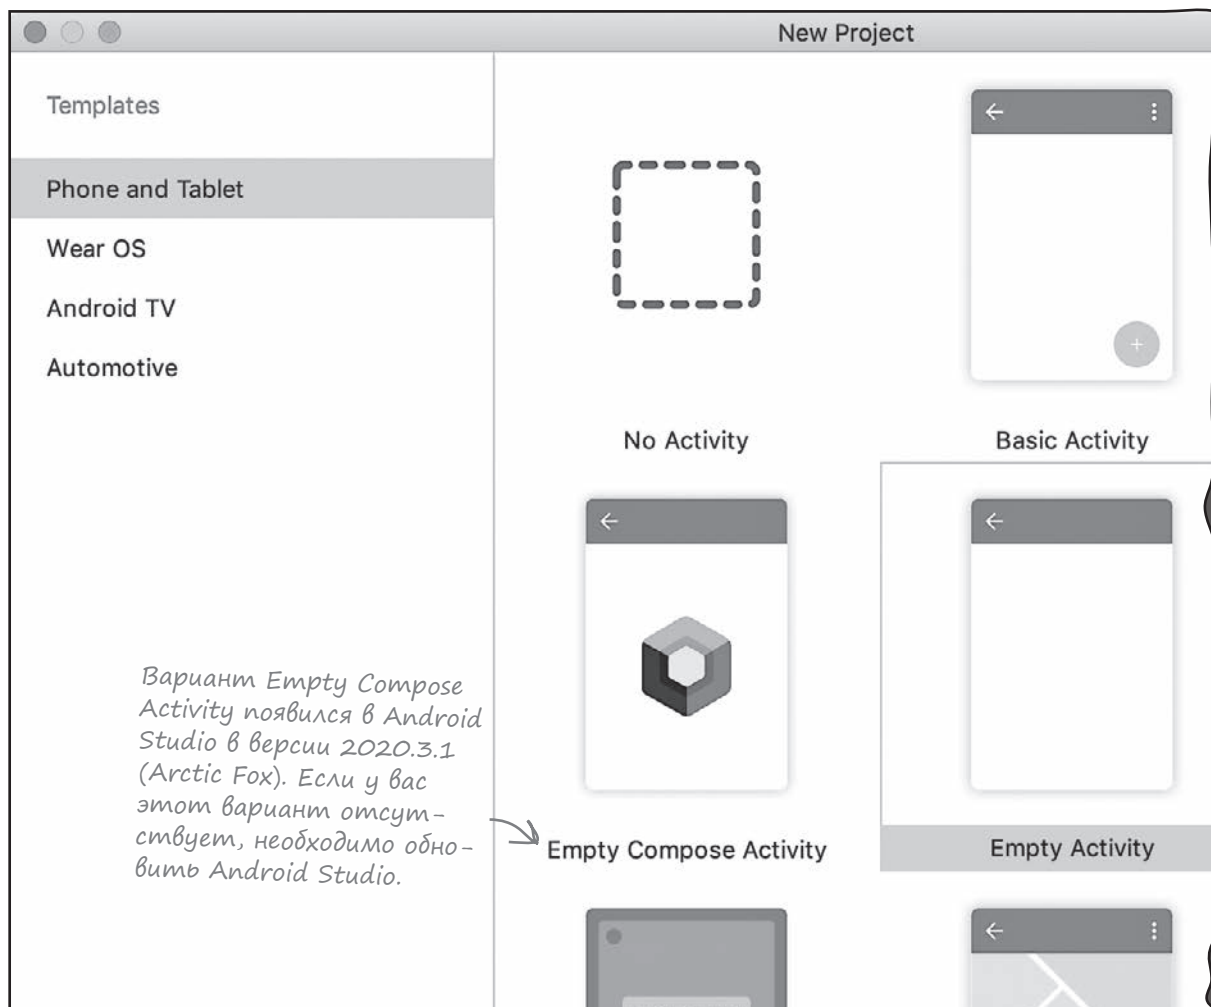 New Project
Templates
Phone and Tablet
Wear OS
Android TV
Automotive
No Activity
Basic Activity
Вариант Empty Compose
Activity появился в Android
Studio в версии 2020.3.1
(Arctic Fox). Если у вас
этот вариант отсут-
ствует, необходимо обно-
вить Android Studio.
Empty Compose Activity
Empty Activity